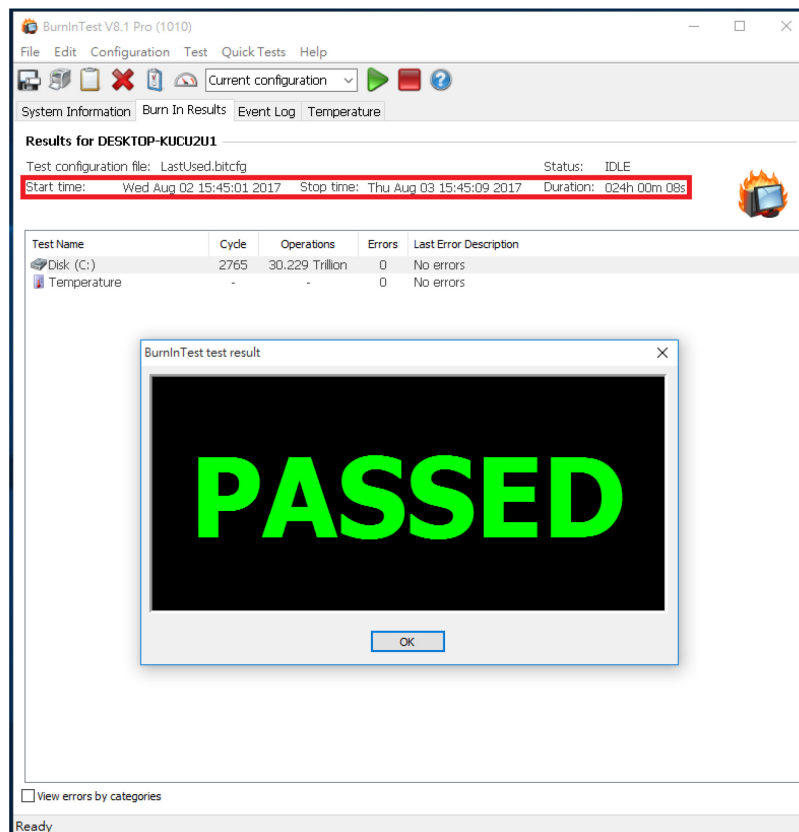 BurnInTest V8.1 Pro (1010)
File Edit Configuration Test Quick Tests Help
Current configuration
System Information Burn In Results Event Log Temperature
Results for DESKTOP-KUCU2U1
Test configuration file: LastUsed.bitcfg Status: IDLE
Start time: Wed Aug 02 15:45:01 2017 Stop time: Thu Aug 03 15:45:09 2017 Duration: 024h 00m 08s
Test Name Cycle Operations Errors Last Error Description
Disk (C:) 2765 30.229 Trillion 0 No errors
Temperature - - 0 No errors
BurnInTest test result
PASSED
OK
View errors by categories
Ready